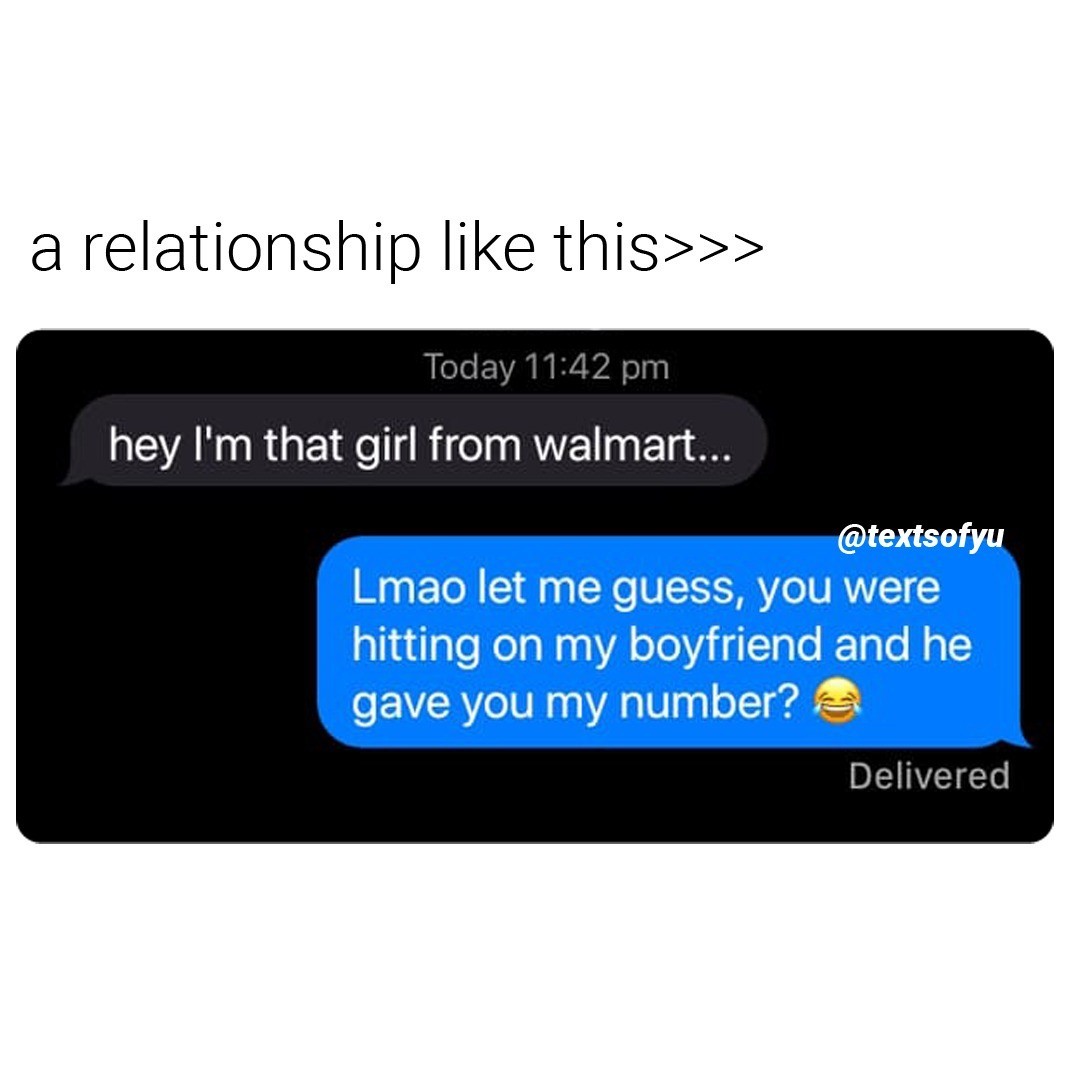 a relationship like this>>>
Today 11:42 pm
hey I'm that girl from walmart...
@textsofyu
Lmao let me guess, you were
hitting on my boyfriend and he
gave you my number? 😂
Delivered